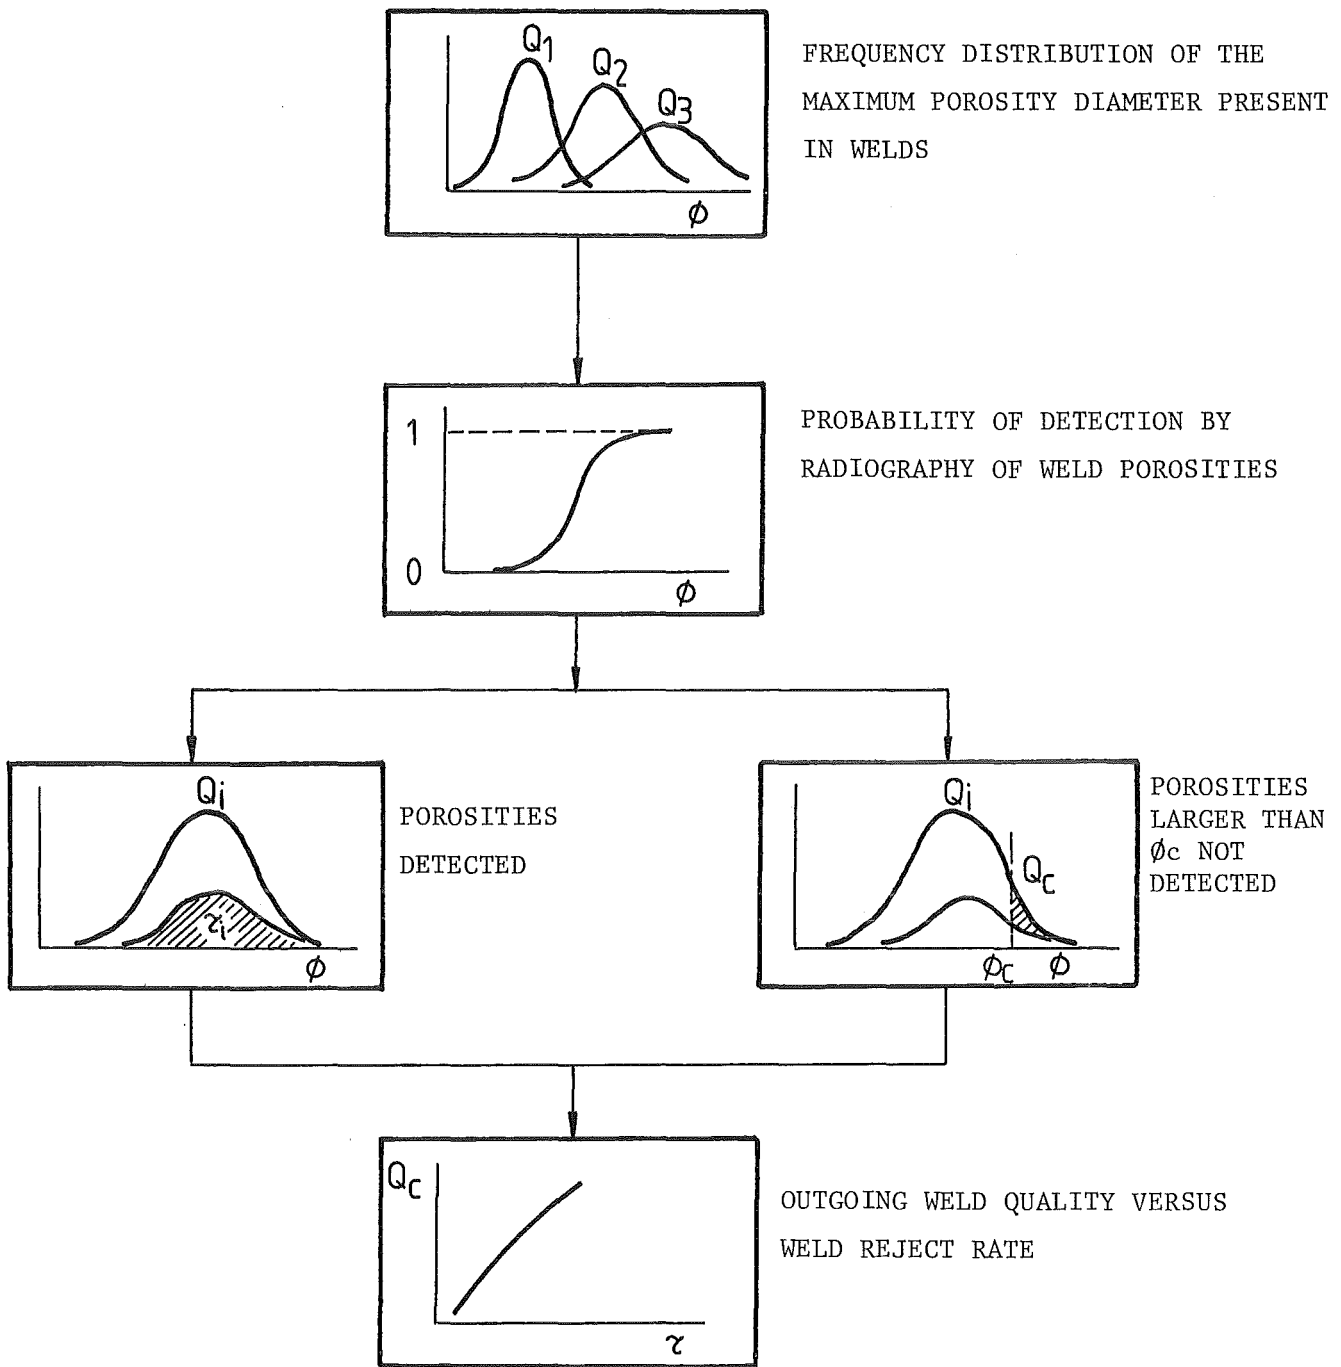 Q1
Q2
Q3
ϕ
FREQUENCY DISTRIBUTION OF THE
MAXIMUM POROSITY DIAMETER PRESENT
IN WELDS
1
0
ϕ
PROBABILITY OF DETECTION BY
RADIOGRAPHY OF WELD POROSITIES
Qi
τi
ϕ
POROSITIES
DETECTED
Qi
Qc
ϕc
ϕ
POROSITIES
LARGER THAN
Øc NOT
DETECTED
Qc
τ
OUTGOING WELD QUALITY VERSUS
WELD REJECT RATE